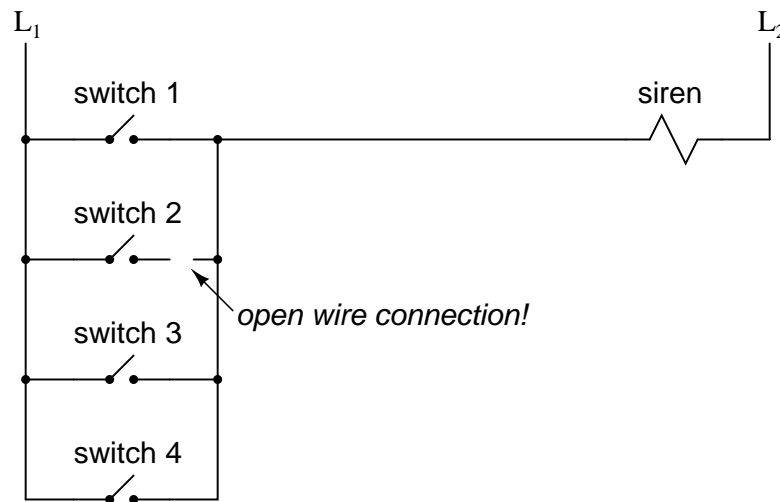 L1 L2
switch 1
siren
switch 2
open wire connection!
switch 3
switch 4